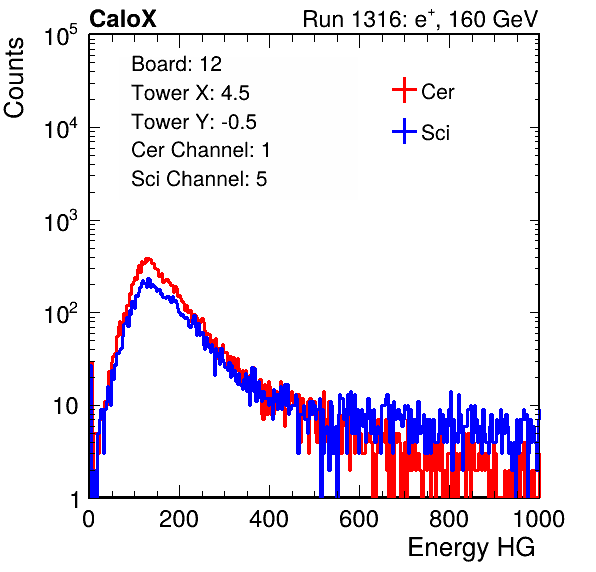 CaloX Run 1316: e⁺, 160 GeV
Counts
Board: 12
Tower X: 4.5
Tower Y: -0.5
Cer Channel: 1
Sci Channel: 5
Cer
Sci
10⁵
10⁴
10³
10²
10
1
0 200 400 600 800 1000
Energy HG